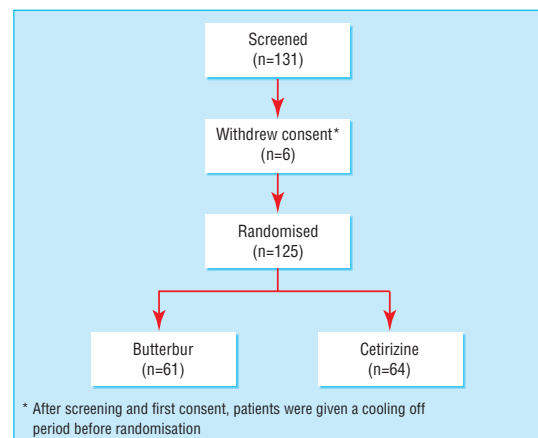 Screened
(n=131)
Withdrew consent*
(n=6)
Randomised
(n=125)
Butterbur
(n=61)
Cetirizine
(n=64)
* After screening and first consent, patients were given a cooling off
period before randomisation